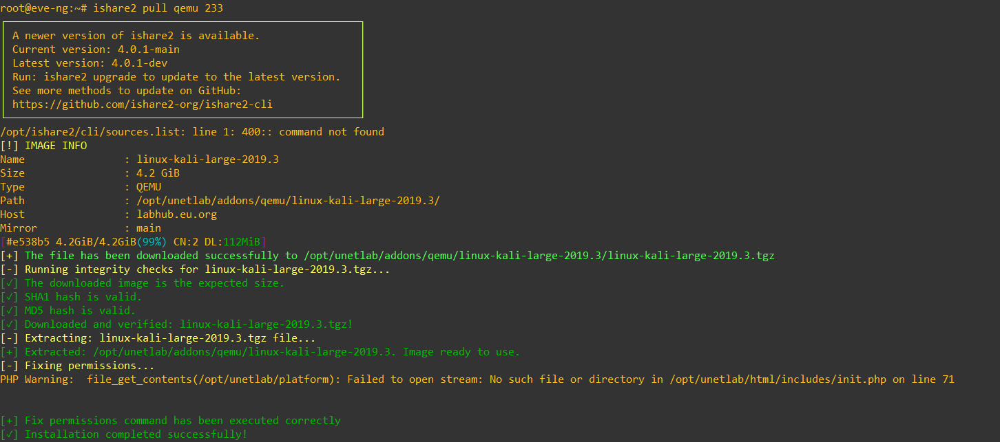 root@eve-ng:~# ishare2 pull qemu 233
A newer version of ishare2 is available.
Current version: 4.0.1-main
Latest version: 4.0.1-dev
Run: ishare2 upgrade to update to the latest version.
See more methods to update on GitHub:
https://github.com/ishare2-org/ishare2-cli
/opt/ishare2/cli/sources.list: line 1: 400:: command not found
[!] IMAGE INFO
Name : linux-kali-large-2019.3
Size : 4.2 GiB
Type : QEMU
Path : /opt/unetlab/addons/qemu/linux-kali-large-2019.3/
Host : labhub.eu.org
Mirror : main
[#e538b5 4.2GiB/4.2GiB(99%) CN:2 DL:112MiB]
[+] The file has been downloaded successfully to /opt/unetlab/addons/qemu/linux-kali-large-2019.3/linux-kali-large-2019.3.tgz
[-] Running integrity checks for linux-kali-large-2019.3.tgz...
[✓] The downloaded image is the expected size.
[✓] SHA1 hash is valid.
[✓] MD5 hash is valid.
[✓] Downloaded and verified: linux-kali-large-2019.3.tgz!
[-] Extracting: linux-kali-large-2019.3.tgz file...
[+] Extracted: /opt/unetlab/addons/qemu/linux-kali-large-2019.3. Image ready to use.
[-] Fixing permissions...
PHP Warning:  file_get_contents(/opt/unetlab/platform): Failed to open stream: No such file or directory in /opt/unetlab/html/includes/init.php on line 71
[+] Fix permissions command has been executed correctly
[✓] Installation completed successfully!